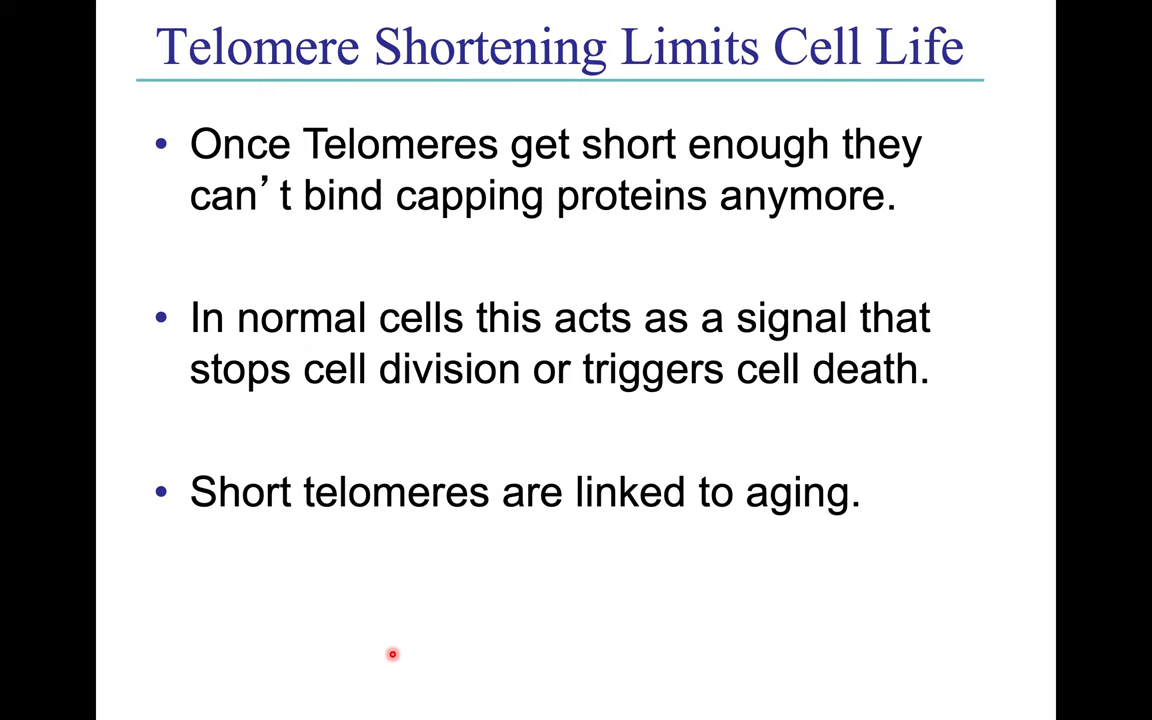 Telomere Shortening Limits Cell Life
• Once Telomeres get short enough they
can’t bind capping proteins anymore.
• In normal cells this acts as a signal that
stops cell division or triggers cell death.
• Short telomeres are linked to aging.